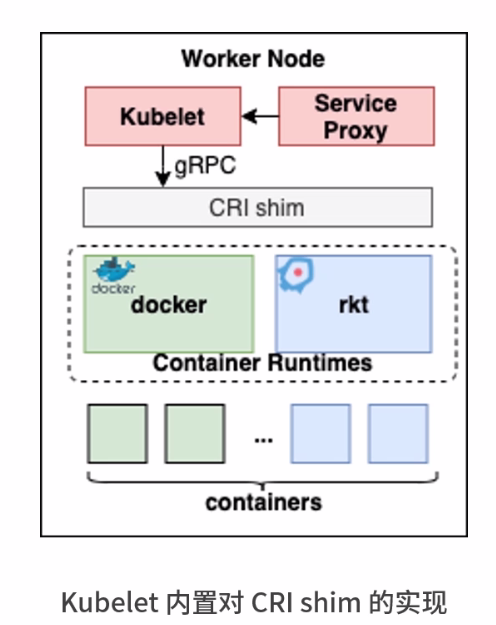 Worker Node
Kubelet
Service
Proxy
gRPC
CRI shim
docker
docker
rkt
Container Runtimes
...
containers
Kubelet 内置对 CRI shim 的实现